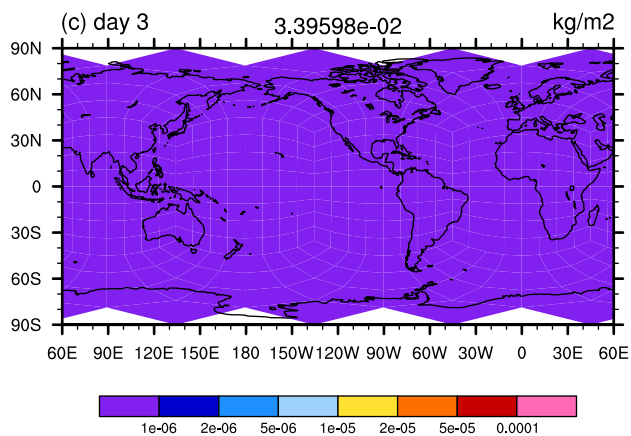 (c) day 3 3.39598e-02 kg/m2
90N
60N
30N
0
30S
60S
90S
60E 90E 120E 150E 180 150W 120W 90W 60W 30W 0 30E 60E
1e-06 2e-06 5e-06 1e-05 2e-05 5e-05 0.0001